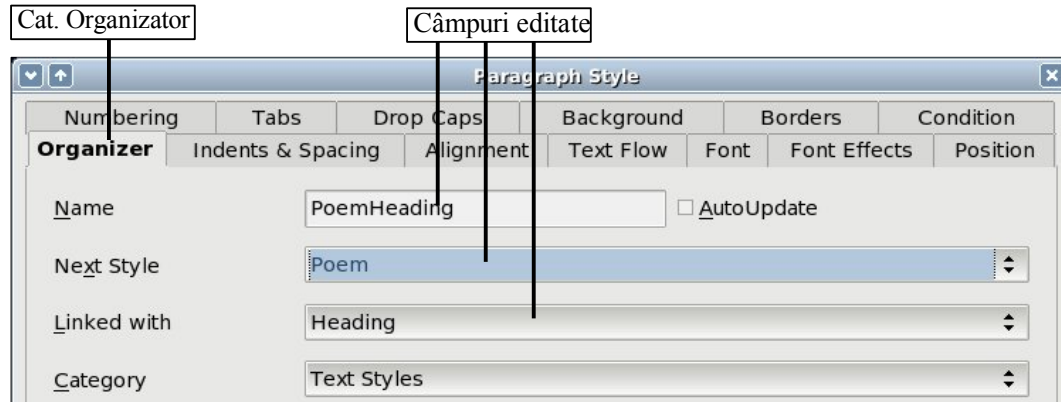 Cat. Organizator Câmpuri editate
Paragraph Style
Numbering Tabs Drop Caps Background Borders Condition
Organizer Indents & Spacing Alignment Text Flow Font Font Effects Position
Name PoemHeading AutoUpdate
Next Style Poem
Linked with Heading
Category Text Styles